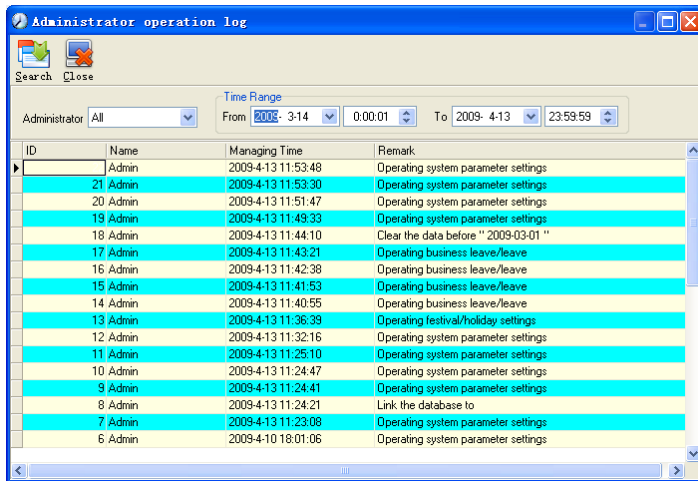 Administrator operation log
Search Close
Time Range
Administrator All From 2009- 3-14 0:00:01 To 2009- 4-13 23:59:59
ID Name Managing Time Remark
Admin 2009-4-13 11:53:48 Operating system parameter settings
21 Admin 2009-4-13 11:53:30 Operating system parameter settings
20 Admin 2009-4-13 11:51:47 Operating system parameter settings
19 Admin 2009-4-13 11:49:33 Operating system parameter settings
18 Admin 2009-4-13 11:44:10 Clear the data before " 2009-03-01 "
17 Admin 2009-4-13 11:43:21 Operating business leave/leave
16 Admin 2009-4-13 11:42:38 Operating business leave/leave
15 Admin 2009-4-13 11:41:53 Operating business leave/leave
14 Admin 2009-4-13 11:40:55 Operating business leave/leave
13 Admin 2009-4-13 11:36:39 Operating festival/holiday settings
12 Admin 2009-4-13 11:32:16 Operating system parameter settings
11 Admin 2009-4-13 11:25:10 Operating system parameter settings
10 Admin 2009-4-13 11:24:47 Operating system parameter settings
9 Admin 2009-4-13 11:24:41 Operating system parameter settings
8 Admin 2009-4-13 11:24:21 Link the database to
7 Admin 2009-4-13 11:23:08 Operating system parameter settings
6 Admin 2009-4-10 18:01:06 Operating system parameter settings